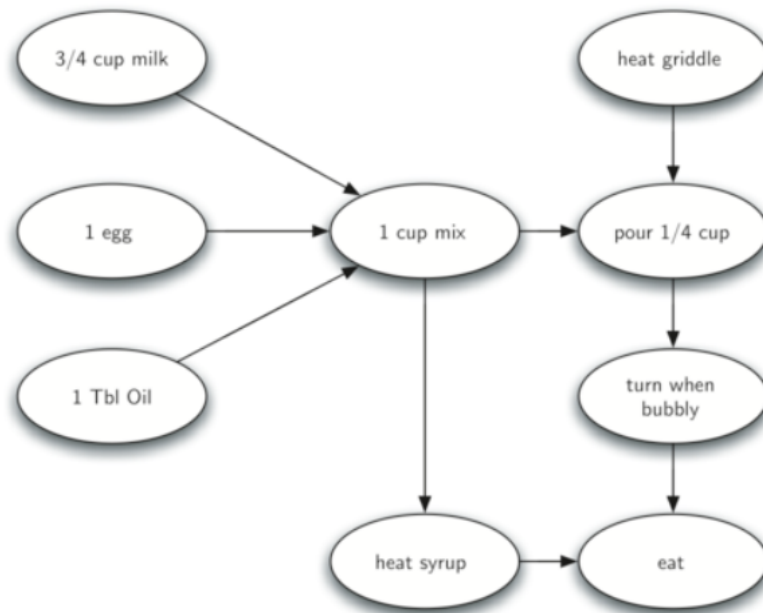 3/4 cup milk
heat griddle
1 egg
1 cup mix
pour 1/4 cup
1 Tbl Oil
turn when
bubbly
heat syrup
eat